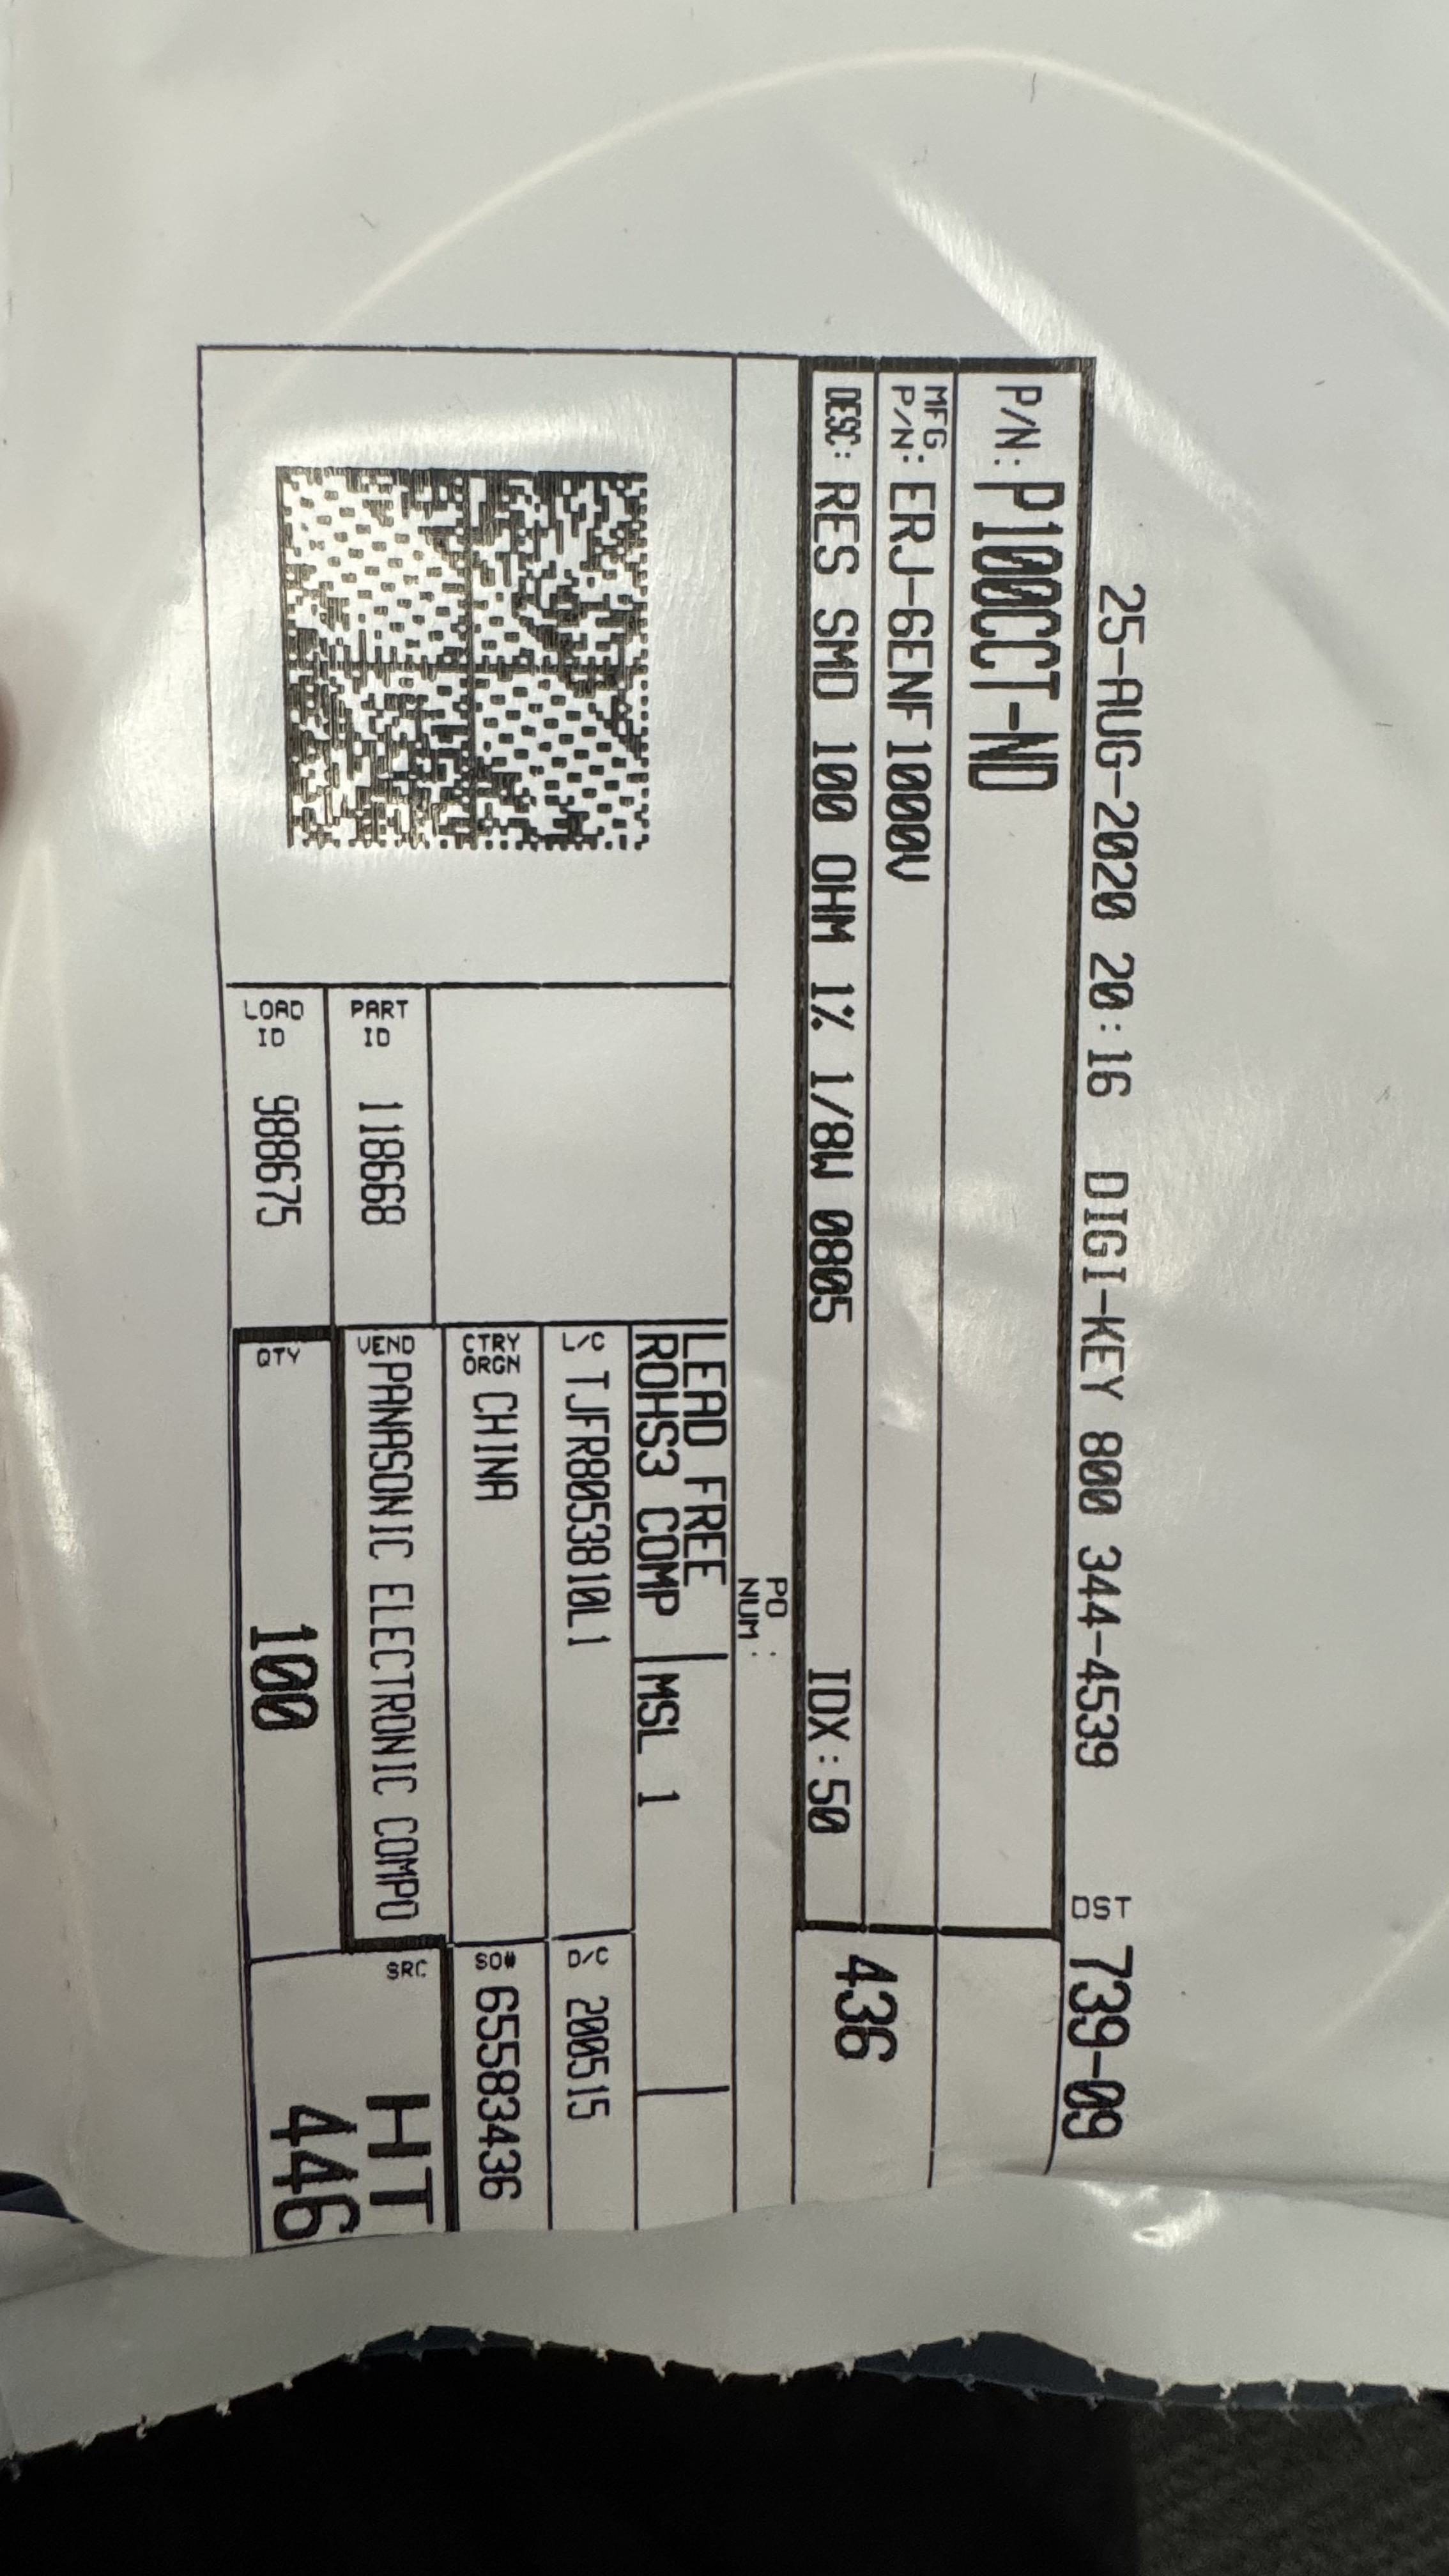 25-AUG-2020 20:16 DIGI-KEY 800 344-4539 DST 739-09
P/N: P100CCT-ND
MFG P/N: ERJ-6ENF1000V
DESC: RES SMD 100 OHM 1% 1/8W 0805 IDX:50
436
PO NUM:
LEAD FREE
ROHS3 COMP MSL 1
L/C TJFR8053810L1 D/C 200515
CTRY ORGN CHINA SO# 65583436
PART ID 118668
VEND PANASONIC ELECTRONIC COMPO
LOAD ID 988675
QTY 100
SRC HT
446